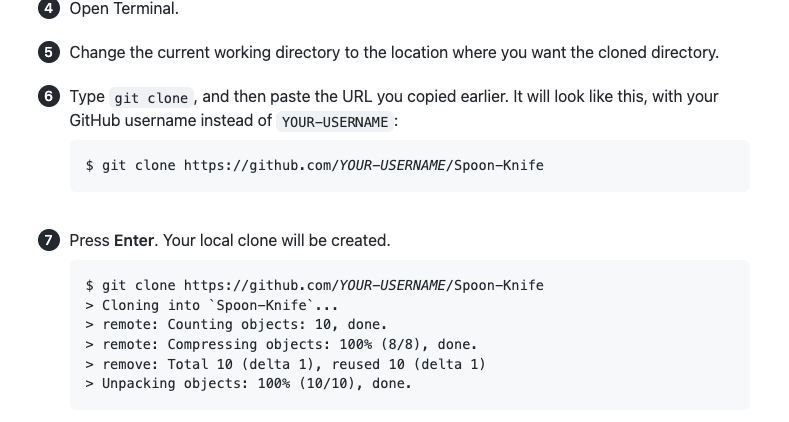 4 Open Terminal.
5 Change the current working directory to the location where you want the cloned directory.
6 Type git clone, and then paste the URL you copied earlier. It will look like this, with your
GitHub username instead of YOUR-USERNAME:
$ git clone https://github.com/YOUR-USERNAME/Spoon-Knife
7 Press Enter. Your local clone will be created.
$ git clone https://github.com/YOUR-USERNAME/Spoon-Knife
> Cloning into `Spoon-Knife`...
> remote: Counting objects: 10, done.
> remote: Compressing objects: 100% (8/8), done.
> remove: Total 10 (delta 1), reused 10 (delta 1)
> Unpacking objects: 100% (10/10), done.